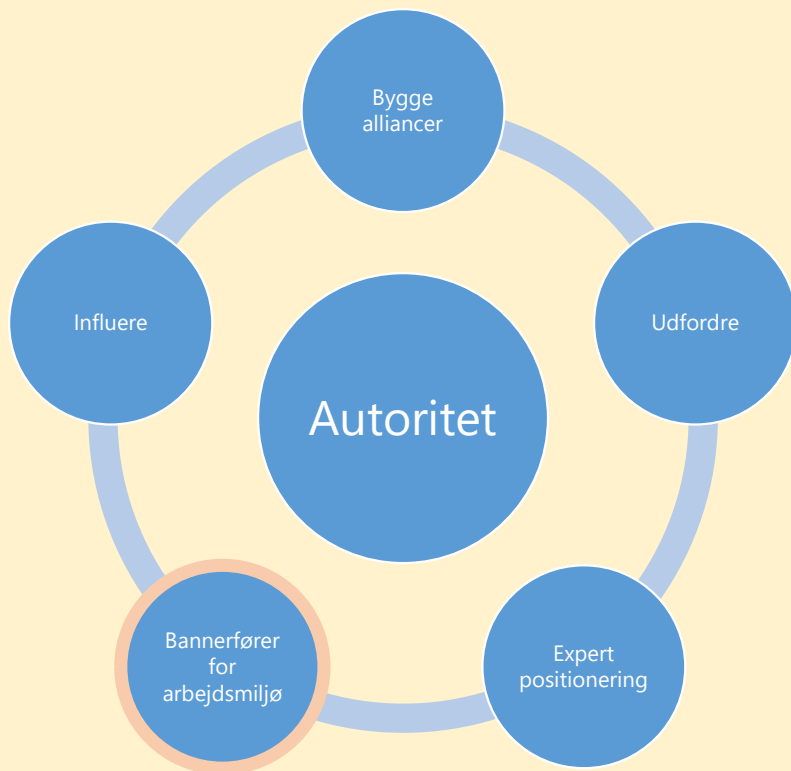 Bygge
alliancer
Influere
Udfordre
Autoritet
Bannerfører
for
arbejdsmiljø
Expert
positionering